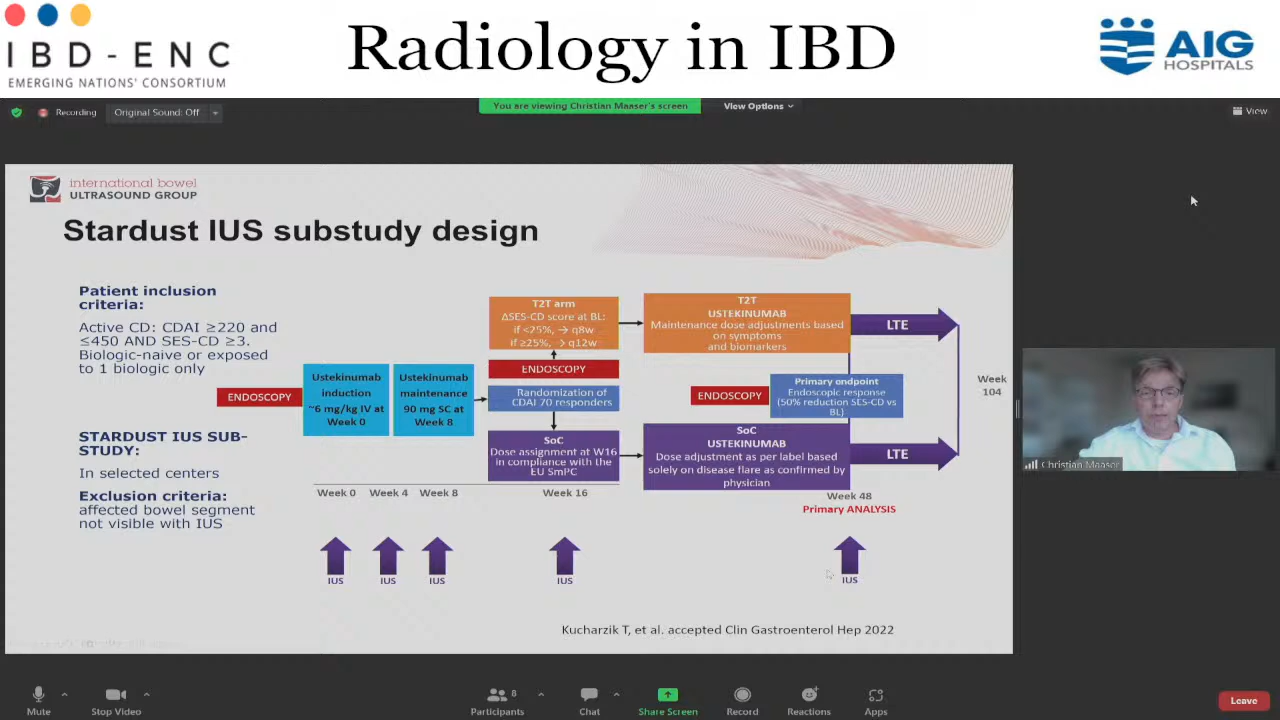 IBD-ENC
EMERGING NATIONS' CONSORTIUM
Radiology in IBD
AIG
HOSPITALS
Recording
Original Sound: Off
You are viewing Christian Maaser's screen
View Options
View
international bowel
ULTRASOUND GROUP
Stardust IUS substudy design
Patient inclusion
criteria:
Active CD: CDAI ≥220 and
≤450 AND SES-CD ≥3.
Biologic-naive or exposed
to 1 biologic only
STARDUST IUS SUB-
STUDY:
In selected centers
Exclusion criteria:
affected bowel segment
not visible with IUS
ENDOSCOPY
Ustekinumab
induction
~6 mg/kg IV at
Week 0
Ustekinumab
maintenance
90 mg SC at
Week 8
T2T arm
ΔSES-CD score at BL:
if <25%, → q8w
if ≥25%, → q12w
ENDOSCOPY
Randomization of
CDAI 70 responders
SoC
Dose assignment at W16
in compliance with the
EU SmPC
T2T
USTEKINUMAB
Maintenance dose adjustments based
on symptoms
and biomarkers
LTE
ENDOSCOPY
Primary endpoint
Endoscopic response
(50% reduction SES-CD vs
BL)
SoC
USTEKINUMAB
Dose adjustment as per label based
solely on disease flare as confirmed by
physician
LTE
Week
104
Week 0
Week 4
Week 8
Week 16
Week 48
Primary ANALYSIS
IUS
IUS
IUS
IUS
IUS
Kucharzik T, et al. accepted Clin Gastroenterol Hep 2022
Christian Maaser
Mute
Stop Video
Participants
8
Chat
Share Screen
Record
Reactions
Apps
Leave